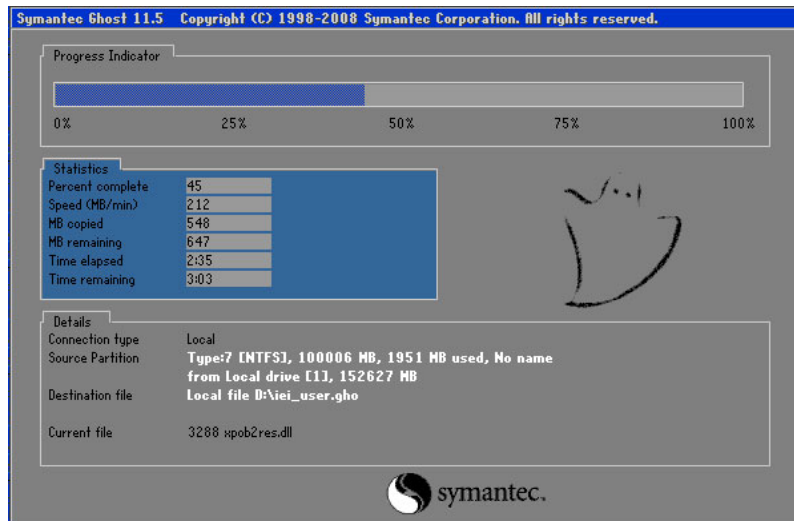 Symantec Ghost 11.5 Copyright (C) 1998-2008 Symantec Corporation. All rights reserved.
Progress Indicator
0% 25% 50% 75% 100%
Statistics
Percent complete 45
Speed (MB/min) 212
MB copied 548
MB remaining 647
Time elapsed 2:35
Time remaining 3:03
Details
Connection type Local
Source Partition Type:7 [NTFS], 100006 MB, 1951 MB used, No name
from Local drive [1], 152627 MB
Destination file Local file D:\iei_user.gho
Current file 3288 xpob2res.dll
symantec.